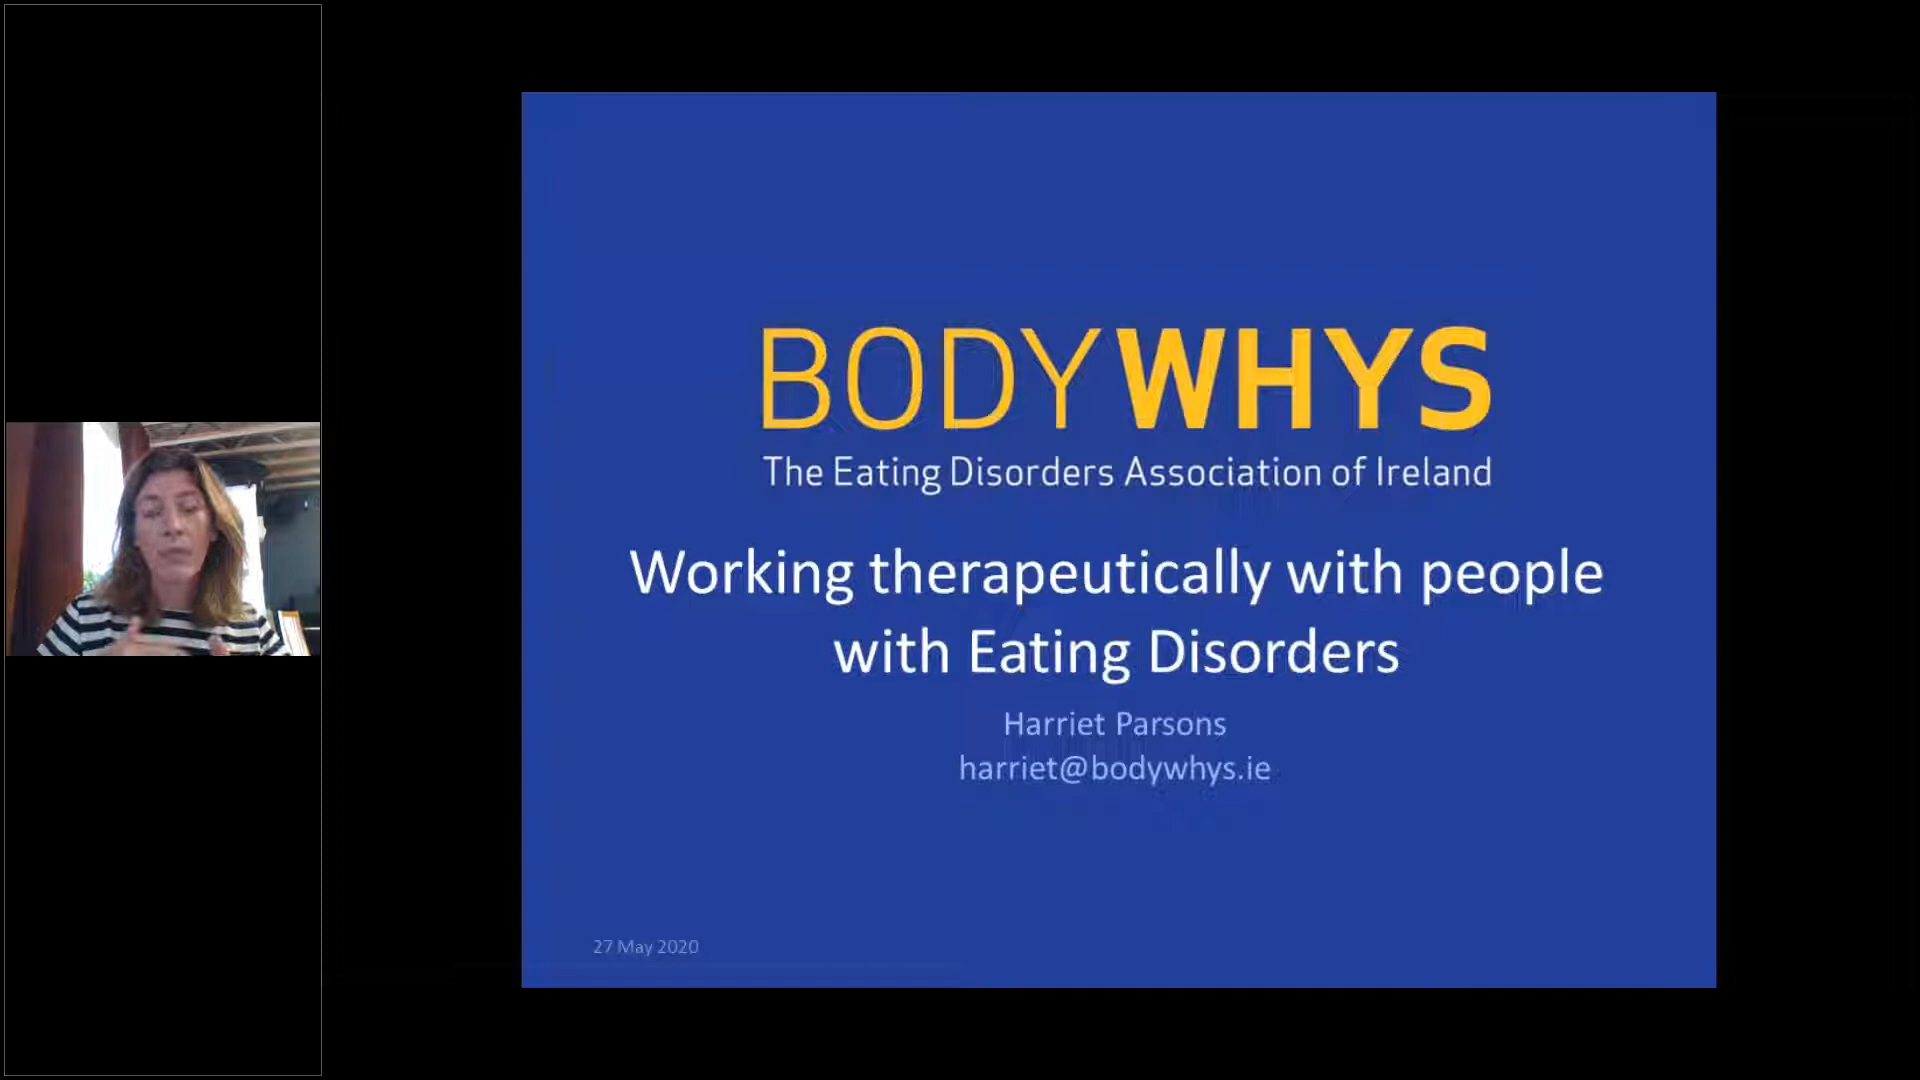 BODYWHYS
The Eating Disorders Association of Ireland
Working therapeutically with people
with Eating Disorders
Harriet Parsons
harriet@bodywhys.ie
27 May 2020